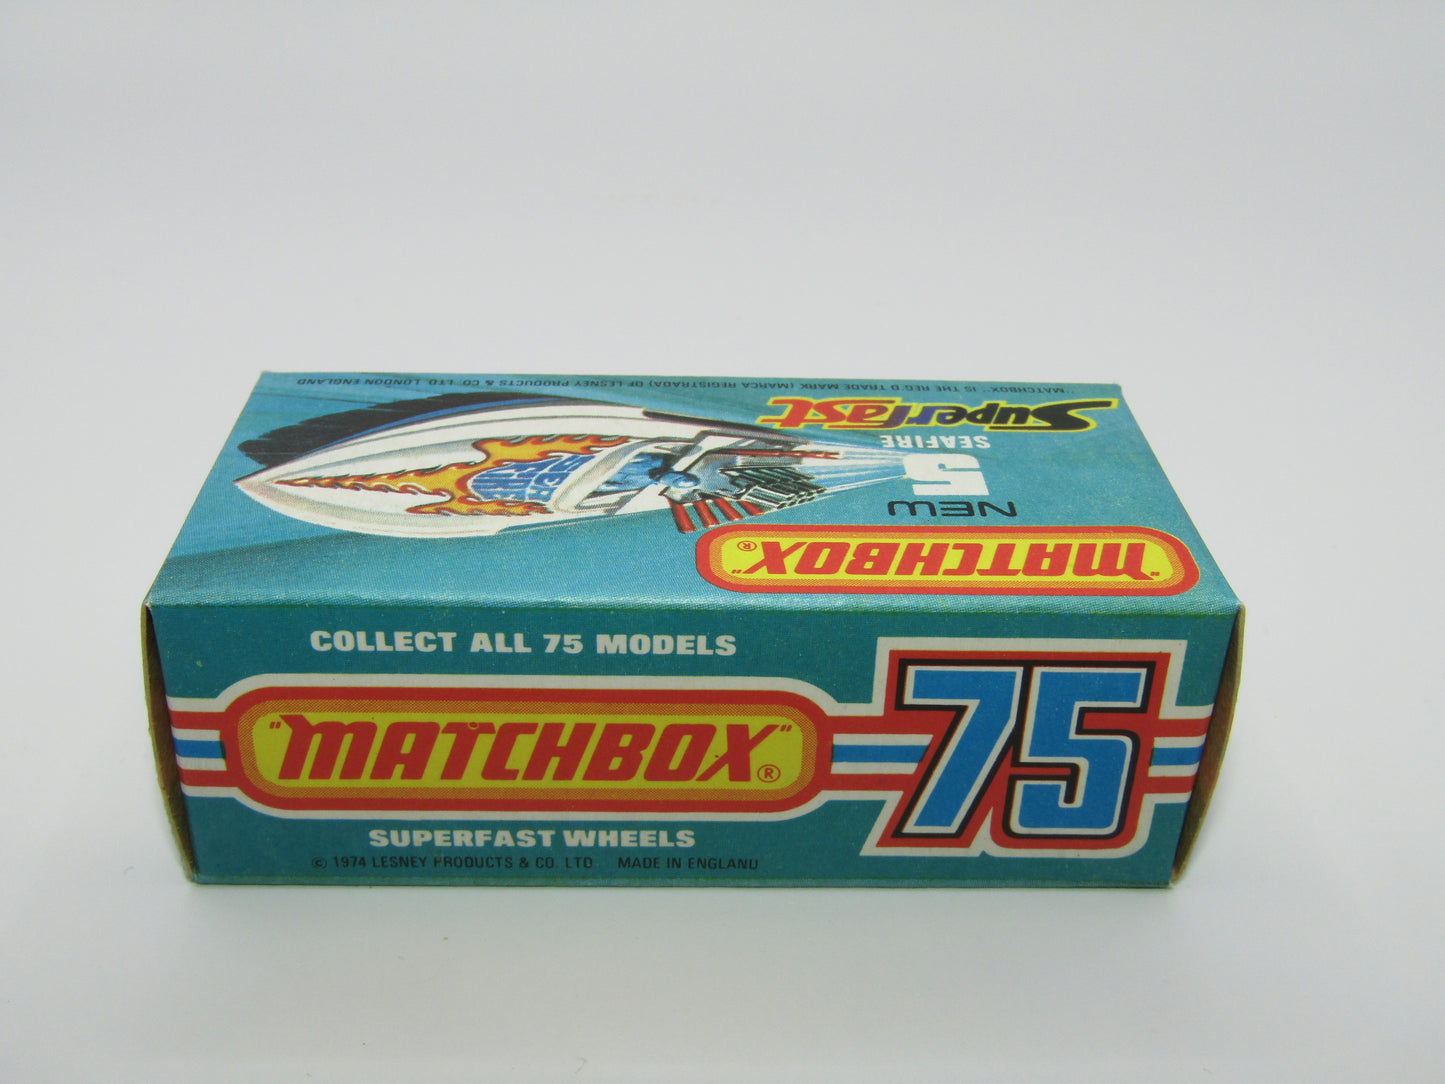 "MATCHBOX" IS THE REG'D TRADE MARK (MARCA REGISTRADA) OF LESNEY PRODUCTS & CO. LTD. LONDON ENGLAND
Superfast
SEAFIRE
5
NEW
"MATCHBOX"®
COLLECT ALL 75 MODELS
"MATCHBOX"®
75
SUPERFAST WHEELS
© 1974 LESNEY PRODUCTS & CO. LTD. MADE IN ENGLAND